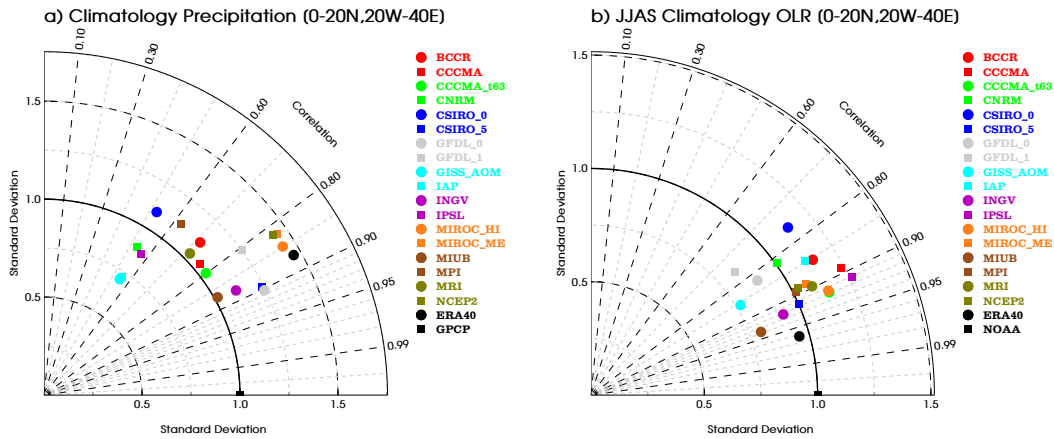 a) Climatology Precipitation [0-20N,20W-40E]
0.10
0.30
0.60
Correlation
0.80
0.90
0.95
0.99
1.5
1.0
0.5
Standard Deviation
0.5
1.0
1.5
Standard Deviation
BCCR
CCCMA
CCCMA_t63
CNRM
CSIRO_0
CSIRO_5
GFDL_0
GFDL_1
GISS_AOM
IAP
INGV
IPSL
MIROC_HI
MIROC_ME
MIUB
MPI
MRI
NCEP2
ERA40
GPCP
b) JJAS Climatology OLR [0-20N,20W-40E]
0.10
0.30
0.60
Correlation
0.80
0.90
0.95
0.99
1.5
1.0
0.5
Standard Deviation
0.5
1.0
1.5
Standard Deviation
BCCR
CCCMA
CCCMA_t63
CNRM
CSIRO_0
CSIRO_5
GFDL_0
GFDL_1
GISS_AOM
IAP
INGV
IPSL
MIROC_HI
MIROC_ME
MIUB
MPI
MRI
NCEP2
ERA40
NOAA